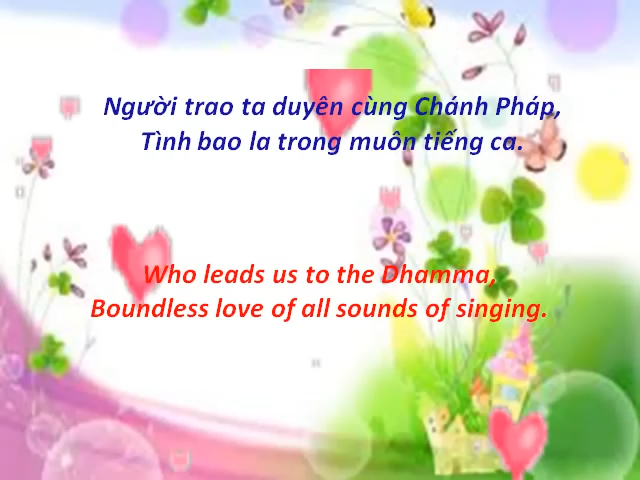 Người trao ta duyên cùng Chánh Pháp,
Tình bao la trong muôn tiếng ca.
Who leads us to the Dhamma,
Boundless love of all sounds of singing.